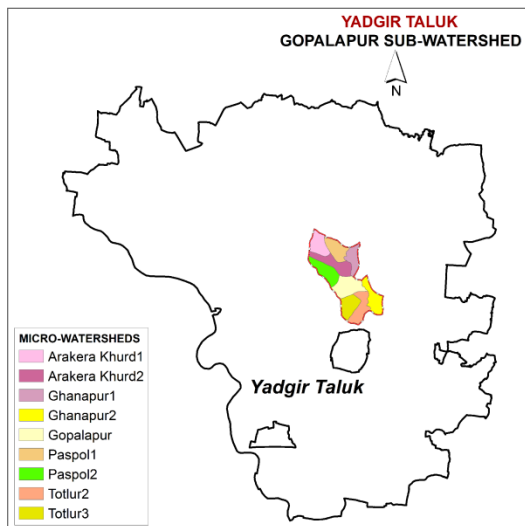 YADGIR TALUK
GOPALAPUR SUB-WATERSHED
N
Yadgir Taluk
MICRO-WATERSHEDS
Arakera Khurd1
Arakera Khurd2
Ghanapur1
Ghanapur2
Gopalapur
Paspol1
Paspol2
Totlur2
Totlur3